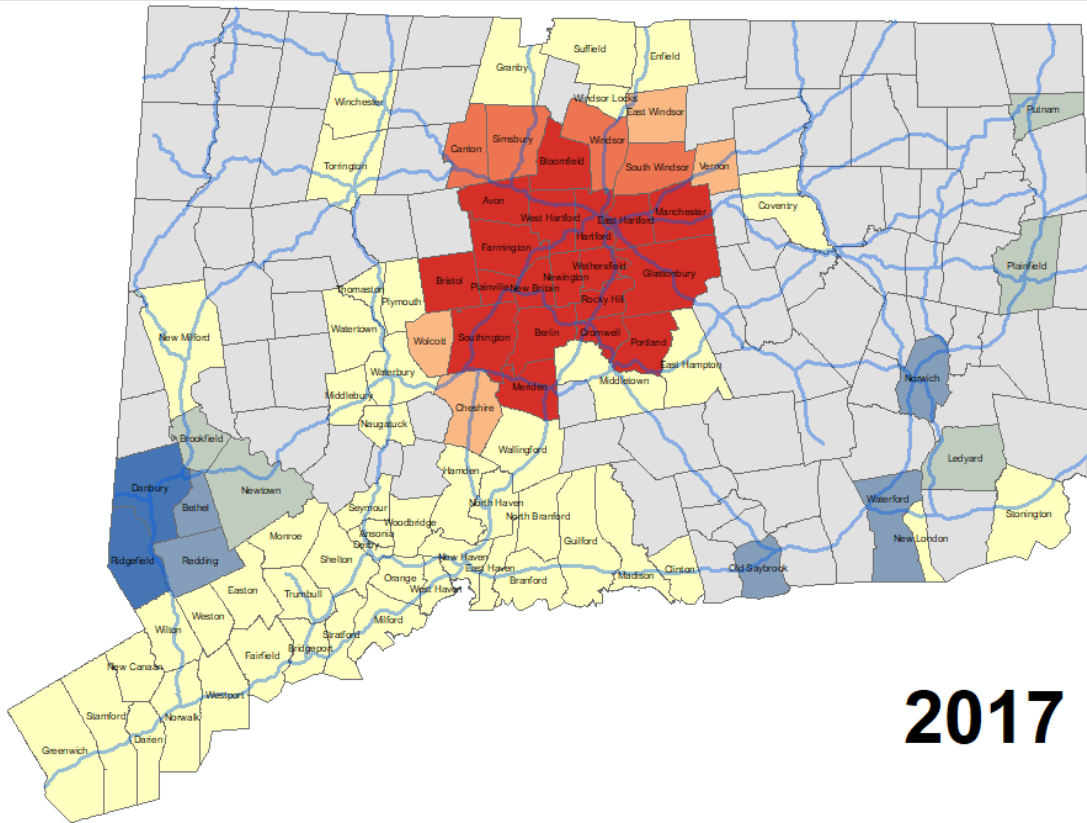 Suffield
Granby
Enfield
Winchester
Windsor Locks
East Windsor
Putnam
Simsbury
Canton
Windsor
Bloomfield
South Windsor
Vernon
Torrington
Avon
Coventry
West Hartford
East Hartford
Manchester
Hartford
Farmington
Plainfield
Wethersfield
Glastonbury
Newington
Bristol
Plainville
New Britain
Thomaston
Plymouth
Rocky Hill
Watertown
New Milford
Wolcott
Southington
Berlin
Cromwell
Portland
East Hampton
Waterbury
Middletown
Norwich
Meriden
Middlebury
Cheshire
Naugatuck
Brookfield
Wallingford
Ledyard
Hamden
Danbury
Newtown
Waterford
North Haven
Bethel
Seymour
Woodbridge
North Branford
Stonington
Ansonia
Monroe
Derby
Guilford
New London
Ridgefield
Redding
Shelton
New Haven
East Haven
Old Saybrook
Clinton
Madison
Orange
Branford
Easton
Trumbull
West Haven
Weston
Milford
Wilton
Stratford
Bridgeport
Fairfield
New Canaan
Westport
Stamford
Norwalk
2017
Darien
Greenwich